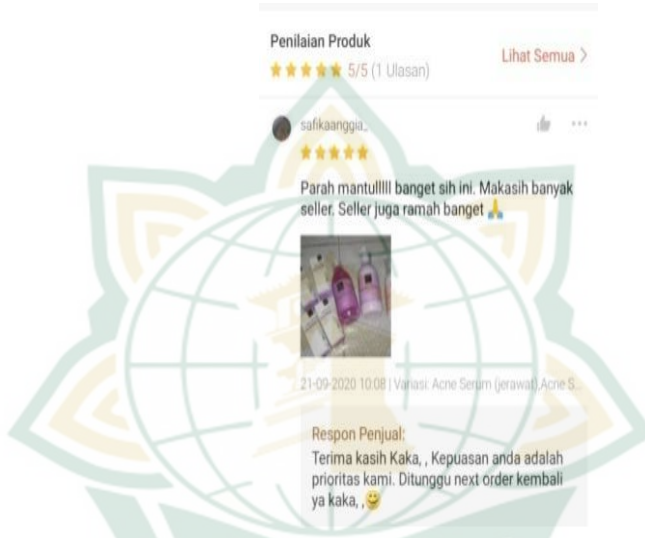 Penilaian Produk
5/5 (1 Ulasan)
Lihat Semua >
safikaanggia_
Parah mantulllll banget sih ini. Makasih banyak
seller. Seller juga ramah banget 🙏
21-09-2020 10:08 | Variasi: Acne Serum (jerawat),Acne S...
Respon Penjual:
Terima kasih Kaka, , Kepuasan anda adalah
prioritas kami. Ditunggu next order kembali
ya kaka, ,😃